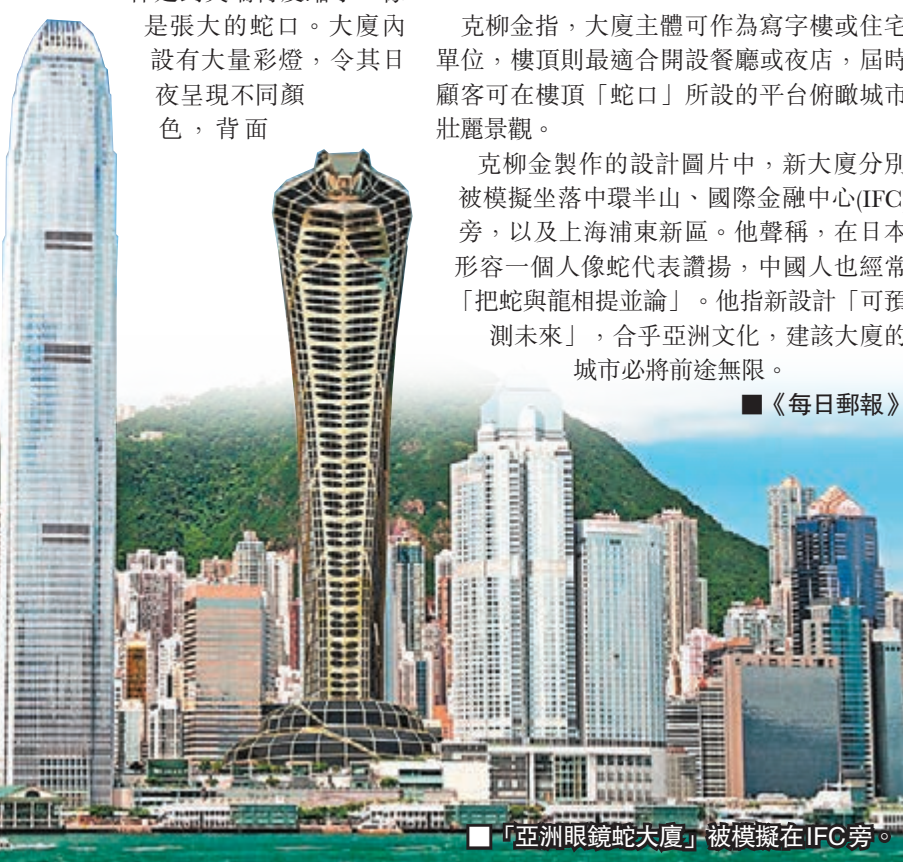 是張大的蛇口。大廈內
設有大量彩燈，令其日
夜呈現不同顏
色，背面
克柳金指，大廈主體可作為寫字樓或住宅
單位，樓頂則最適合開設餐廳或夜店，屆時
顧客可在樓頂「蛇口」所設的平台俯瞰城市
壯麗景觀。
克柳金製作的設計圖片中，新大廈分別
被模擬坐落中環半山、國際金融中心(IFC
旁，以及上海浦東新區。他聲稱，在日本
形容一個人像蛇代表讚揚，中國人也經常
「把蛇與龍相提並論」。他指新設計「可預
測未來」，合乎亞洲文化，建該大廈的
城市必將前途無限。
■《每日郵報》
■「亞洲眼鏡蛇大廈」被模擬在IFC旁。